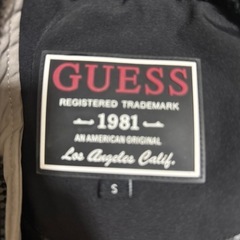 GUESS
REGISTERED TRADEMARK
1981
AN AMERICAN ORIGINAL
Los Angeles Calif.
S